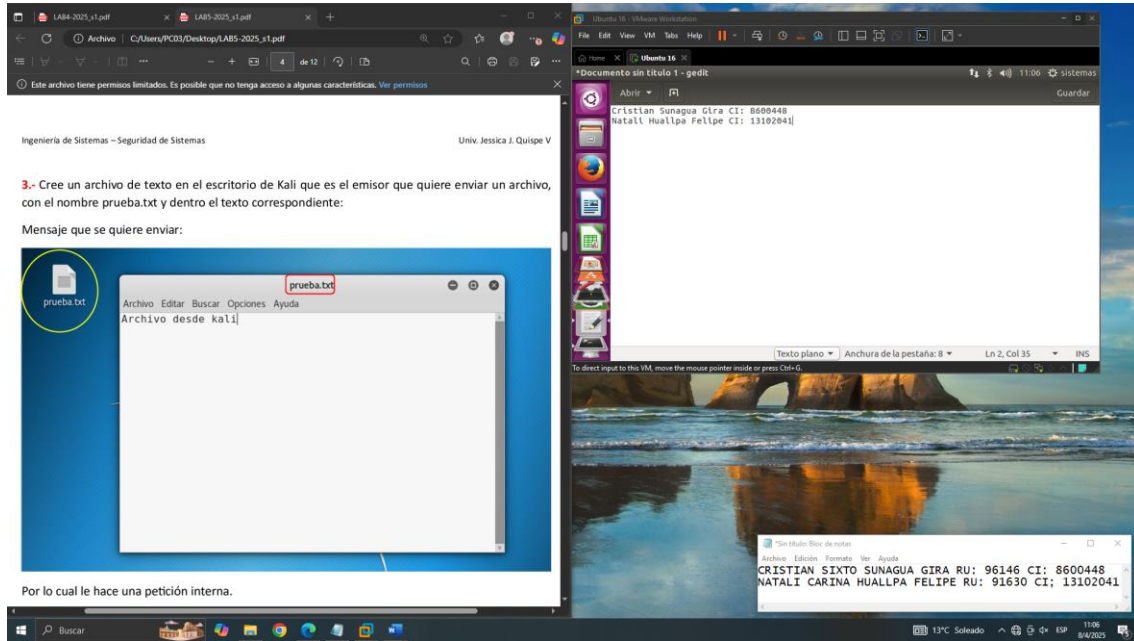 LAB4-2025_s1.pdf
LAB5-2025_s1.pdf
Archivo
C:/Users/PC03/Desktop/LAB5-2025_s1.pdf
4 de 12
Este archivo tiene permisos limitados. Es posible que no tenga acceso a algunas características. Ver permisos
Ingeniería de Sistemas – Seguridad de Sistemas
Univ. Jessica J. Quispe V
3.- Cree un archivo de texto en el escritorio de Kali que es el emisor que quiere enviar un archivo,
con el nombre prueba.txt y dentro el texto correspondiente:
Mensaje que se quiere enviar:
prueba.txt
prueba.txt
Archivo Editar Buscar Opciones Ayuda
Archivo desde kali
Por lo cual le hace una petición interna.
Ubuntu 16 - VMware Workstation
File Edit View VM Tabs Help
Home
Ubuntu 16
*Documento sin título 1 - gedit
11:06
sistemas
Abrir
Guardar
Cristian Sunagua Gira CI: 8600448
Natali Huallpa Felipe CI: 13102041
Texto plano
Anchura de la pestaña: 8
Ln 2, Col 35
INS
To direct input to this VM, move the mouse pointer inside or press Ctrl+G.
*Sin título: Bloc de notas
Archivo Edición Formato Ver Ayuda
CRISTIAN SIXTO SUNAGUA GIRA RU: 96146 CI: 8600448
NATALI CARINA HUALLPA FELIPE RU: 91630 CI; 13102041
Buscar
13°C Soleado
ESP
11:06
8/4/2025